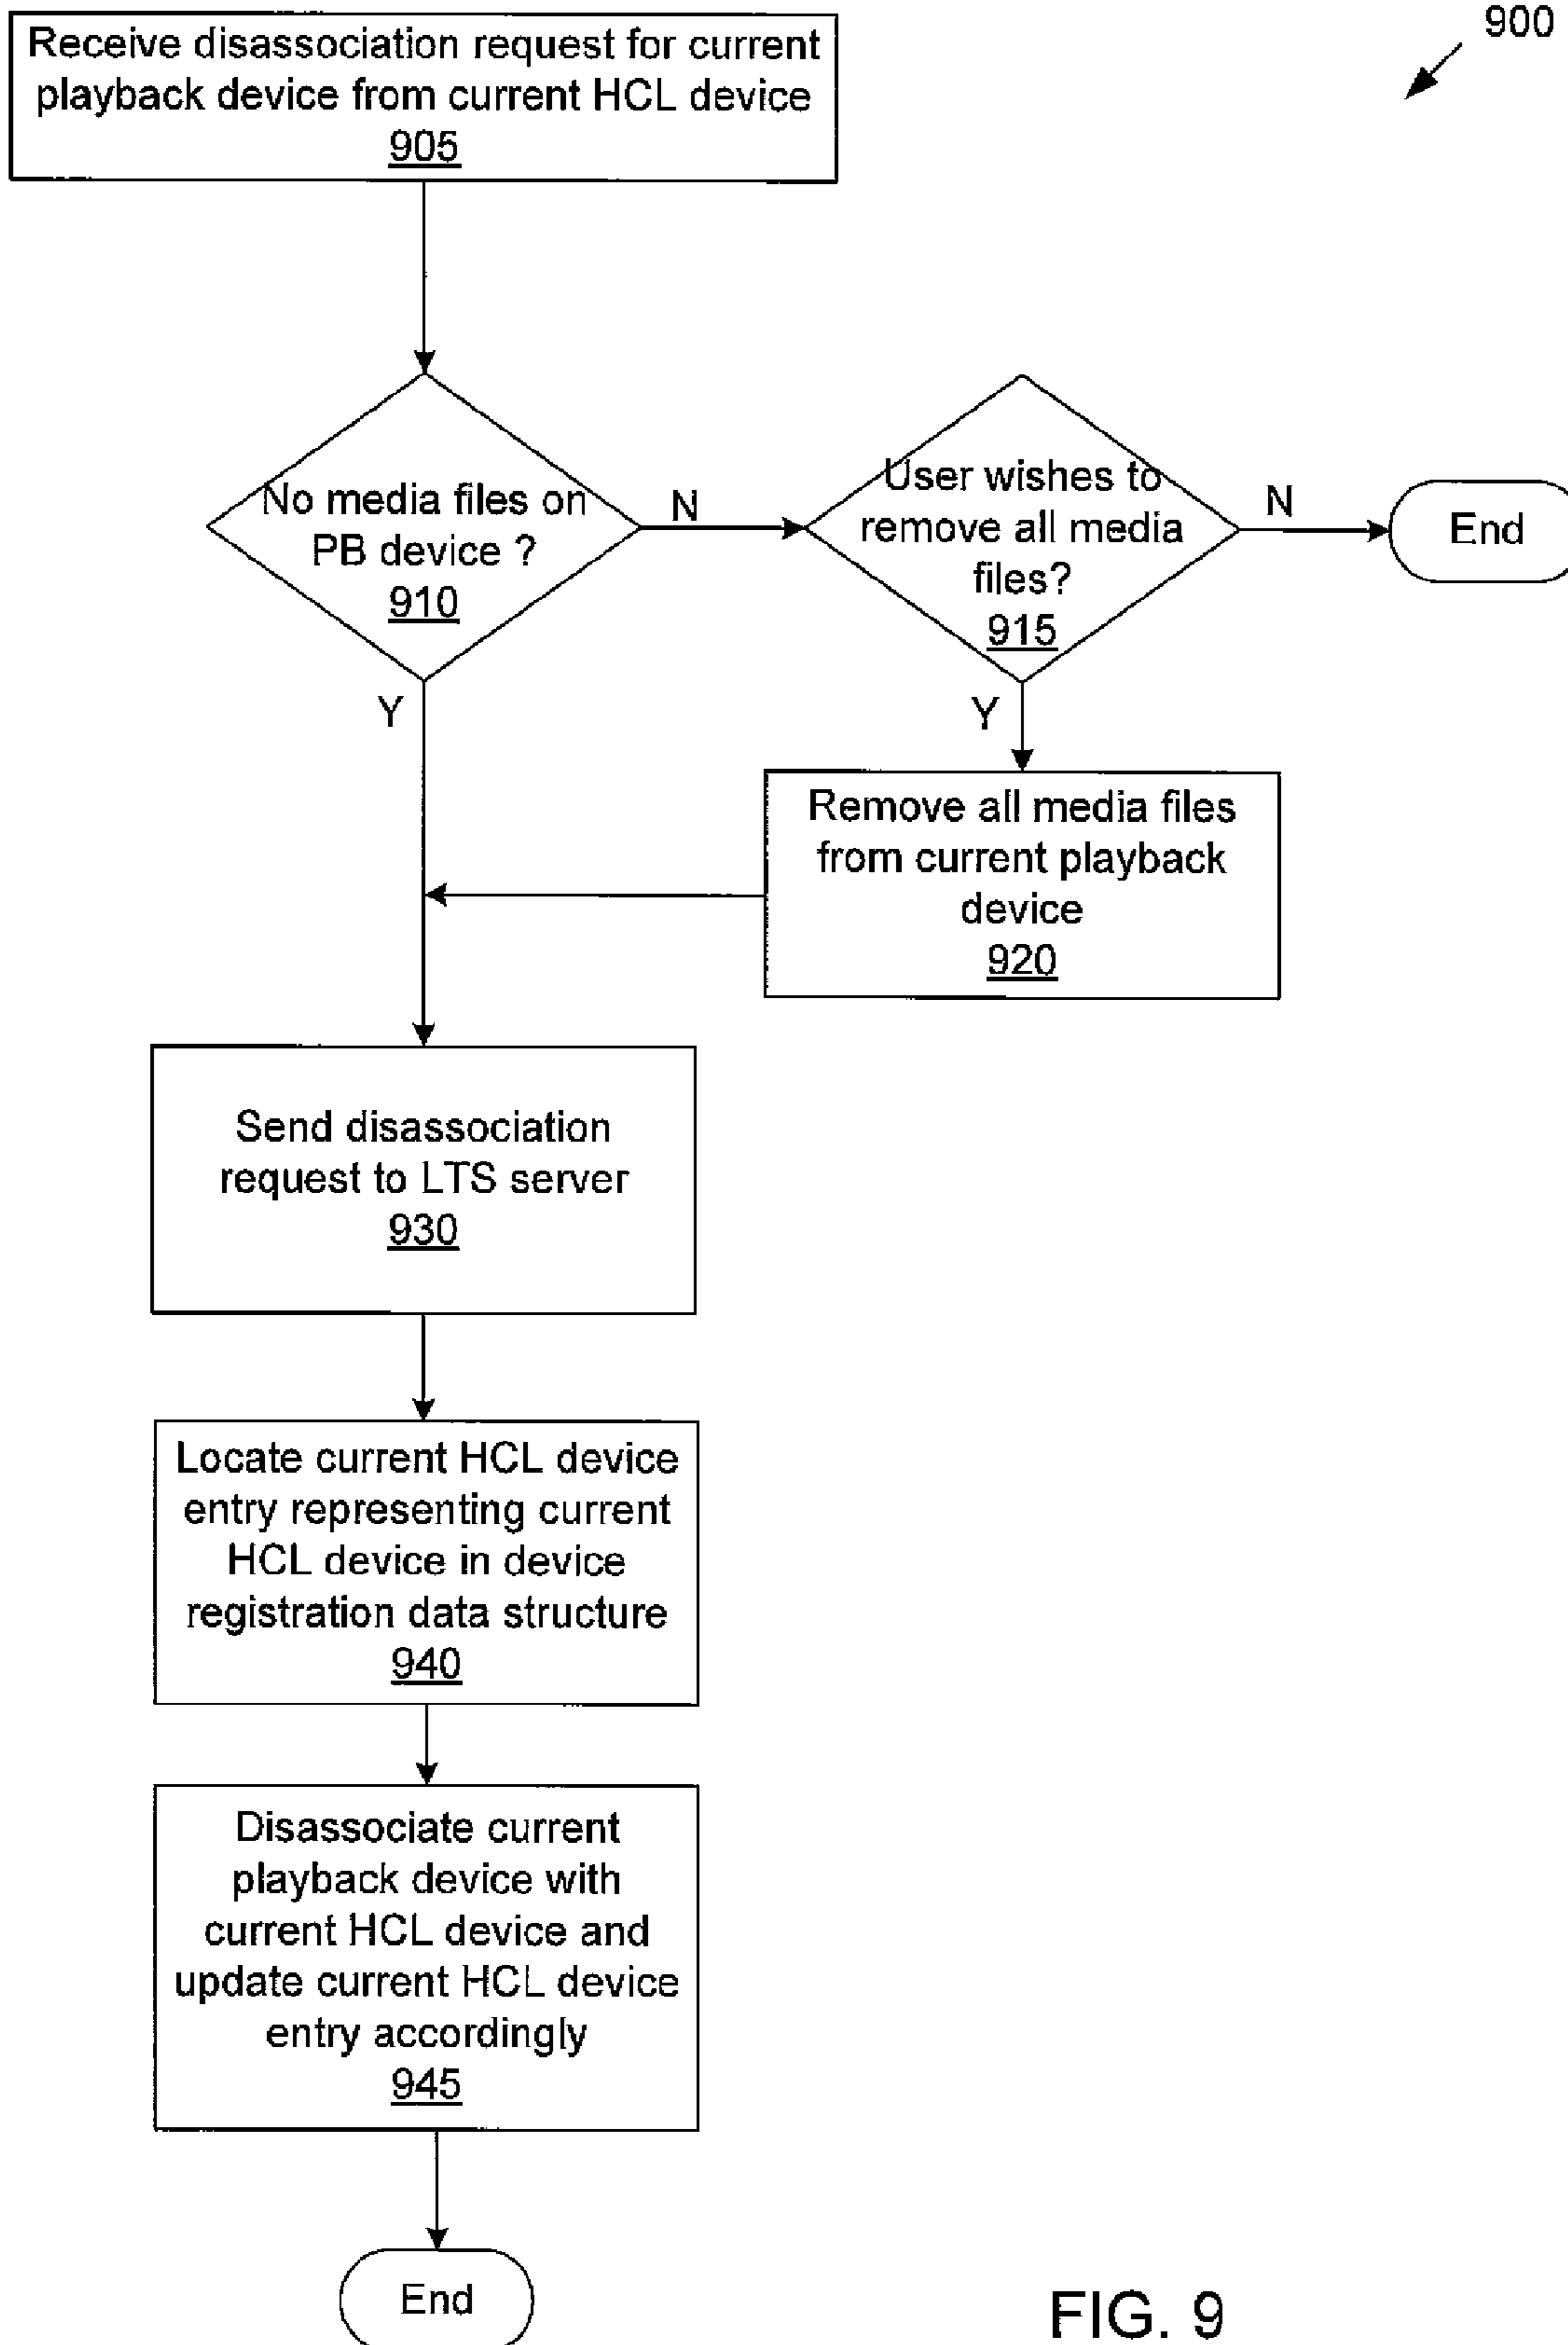 900
Receive disassociation request for current
playback device from current HCL device
905
No media files on
PB device ?
910
N
User wishes to
remove all media
files?
915
N
End
Y
Y
Remove all media files
from current playback
device
920
Send disassociation
request to LTS server
930
Locate current HCL device
entry representing current
HCL device in device
registration data structure
940
Disassociate current
playback device with
current HCL device and
update current HCL device
entry accordingly
945
End
FIG. 9